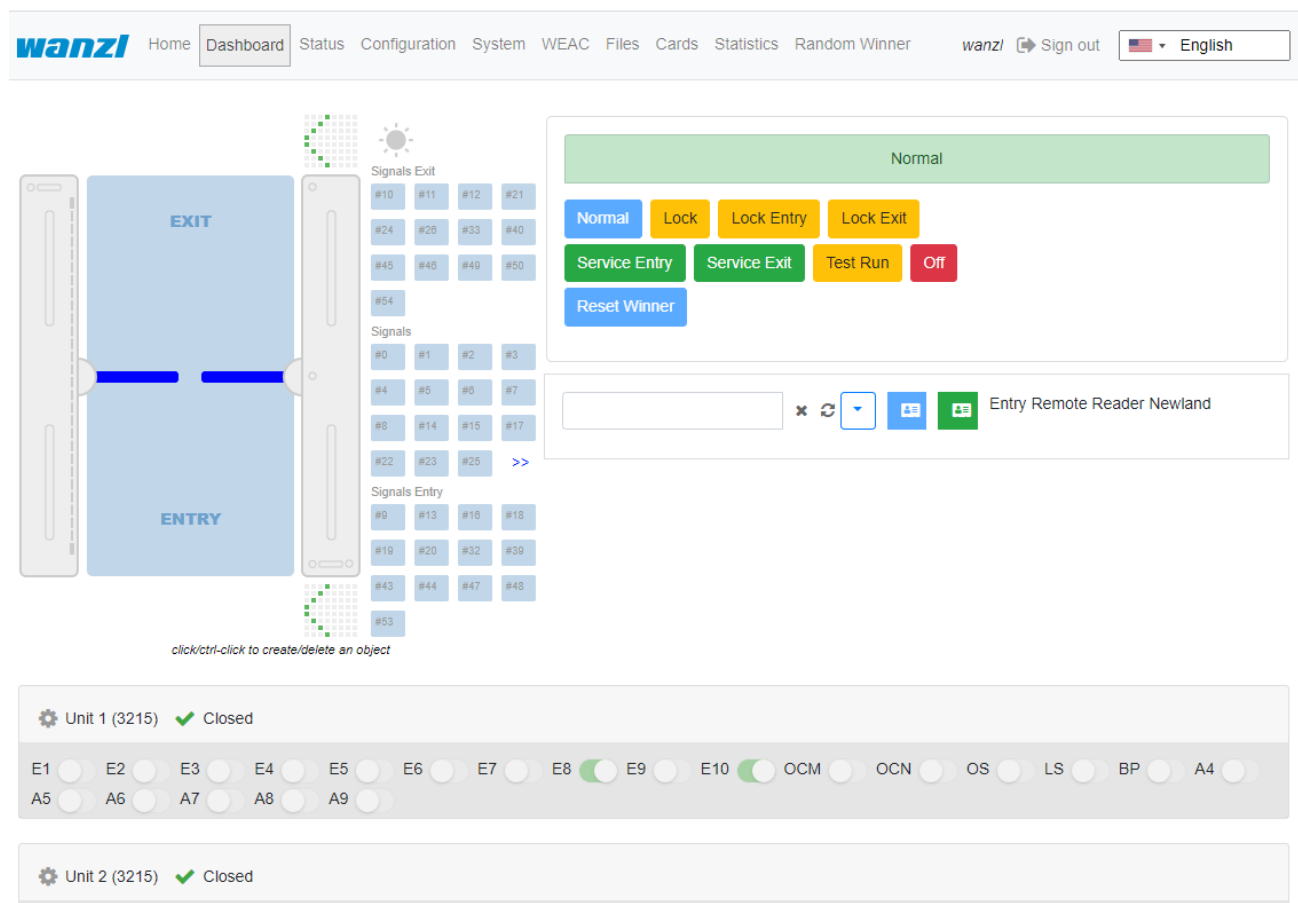 wanzl Home Dashboard Status Configuration System WEAC Files Cards Statistics Random Winner wanzl Sign out English
Signals Exit
#10 #11 #12 #21
#24 #26 #33 #40
#45 #46 #49 #50
#54
Signals
#0 #1 #2 #3
#4 #5 #6 #7
#8 #14 #15 #17
#22 #23 #25 >>
Signals Entry
#9 #13 #16 #18
#19 #20 #32 #39
#43 #44 #47 #48
#53
EXIT
ENTRY
click/ctrl-click to create/delete an object
Normal
Normal Lock Lock Entry Lock Exit
Service Entry Service Exit Test Run Off
Reset Winner
Entry Remote Reader Newland
Unit 1 (3215) Closed
E1 E2 E3 E4 E5 E6 E7 E8 E9 E10 OCM OCN OS LS BP A4
A5 A6 A7 A8 A9
Unit 2 (3215) Closed